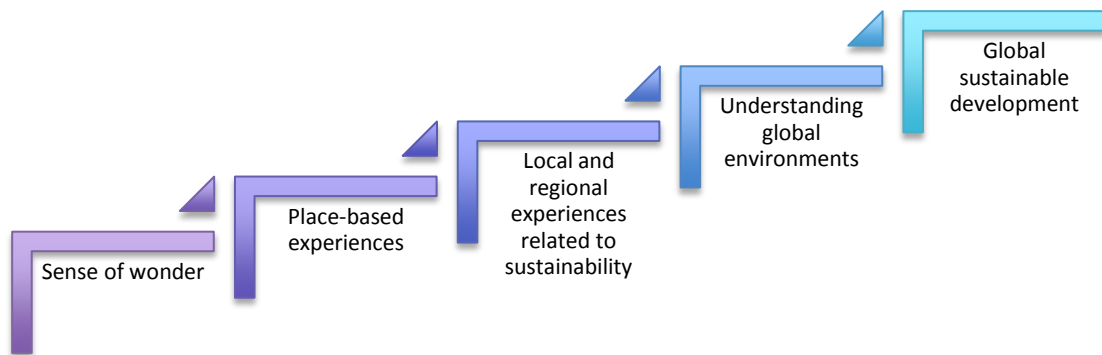 Sense of wonder
Place-based
experiences
Local and
regional
experiences
related to
sustainability
Understanding
global
environments
Global
sustainable
development